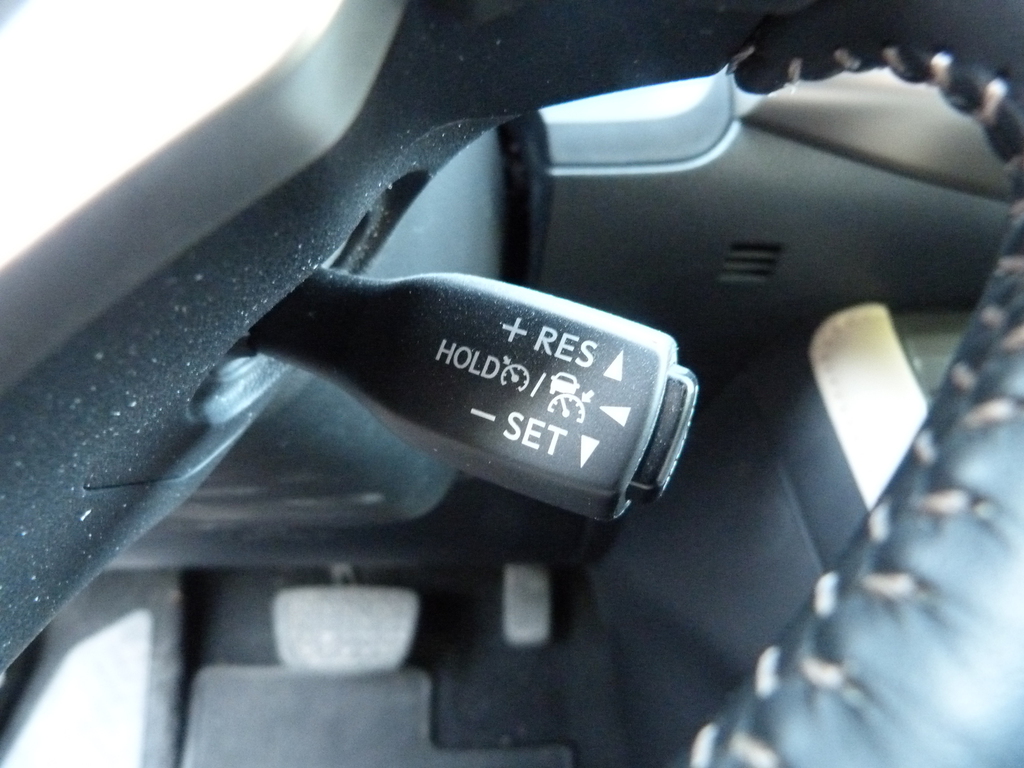 + RES ▲
HOLD / ◀
− SET ▼